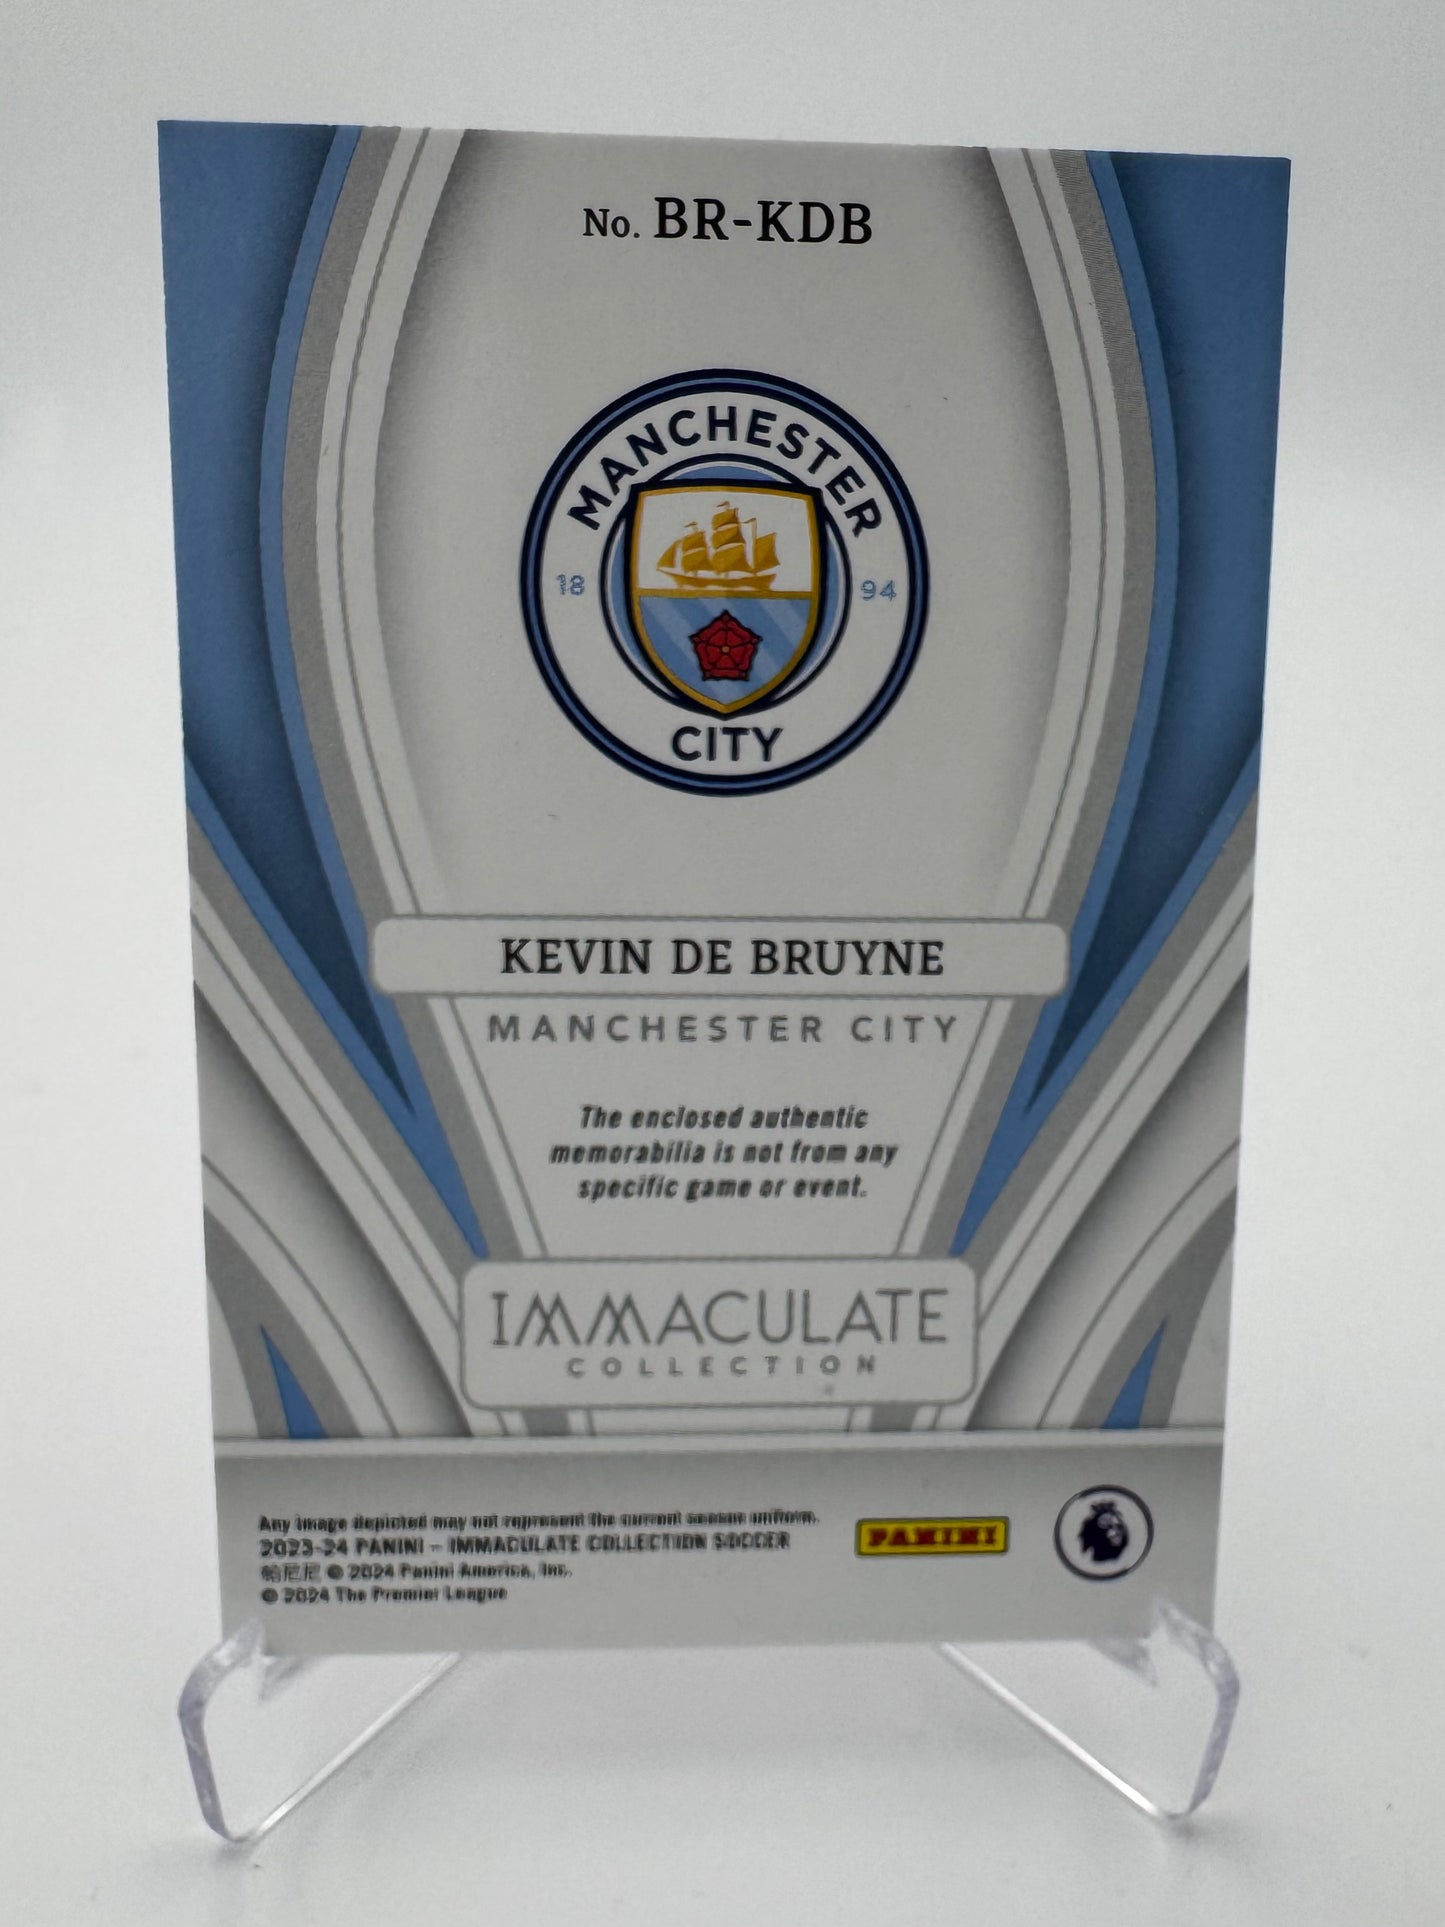 No. BR-KDB
MANCHESTER
18 94
CITY
KEVIN DE BRUYNE
MANCHESTER CITY
The enclosed authentic
memorabilia is not from any
specific game or event.
IMMACULATE
COLLECTION
Any image depicted may not represent the current season uniform.
2023-24 PANINI – IMMACULATE COLLECTION SOCCER
帕尼尼 © 2024 Panini America, Inc.
© 2024 The Premier League
PANINI